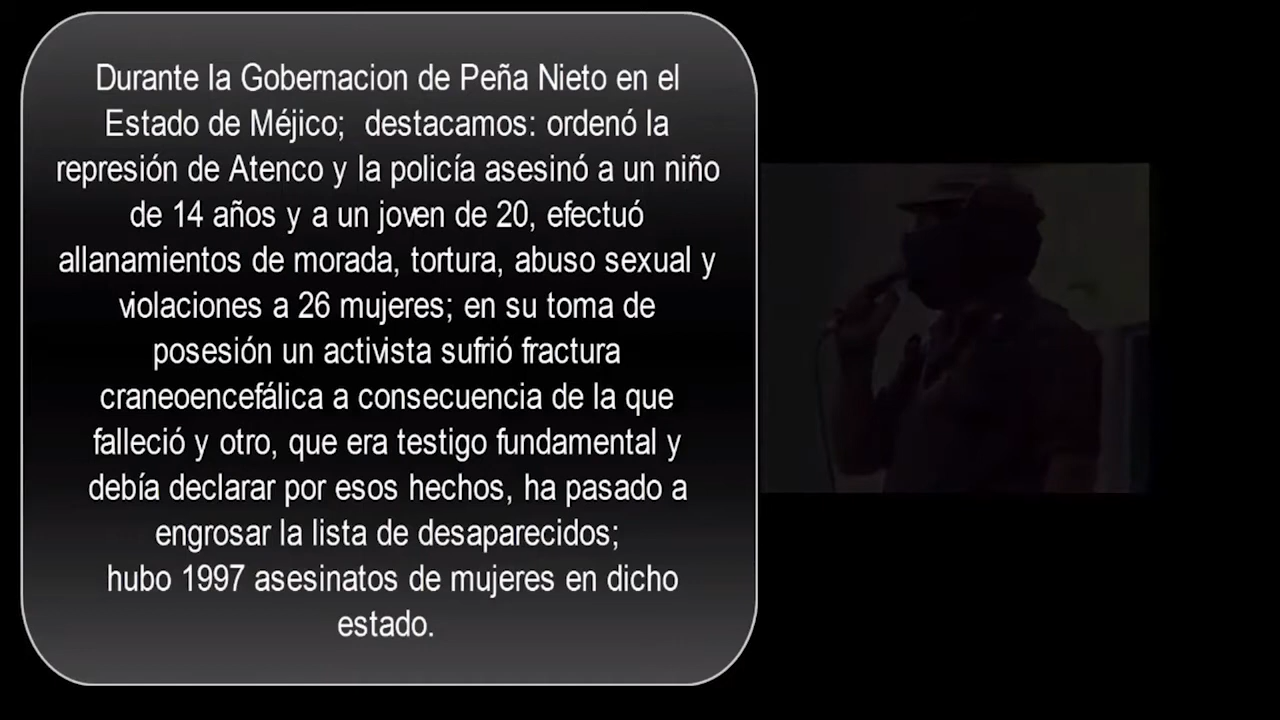 Durante la Gobernacion de Peña Nieto en el
Estado de Méjico; destacamos: ordenó la
represión de Atenco y la policía asesinó a un niño
de 14 años y a un joven de 20, efectuó
allanamientos de morada, tortura, abuso sexual y
violaciones a 26 mujeres; en su toma de
posesión un activista sufrió fractura
craneoencefálica a consecuencia de la que
falleció y otro, que era testigo fundamental y
debía declarar por esos hechos, ha pasado a
engrosar la lista de desaparecidos;
hubo 1997 asesinatos de mujeres en dicho
estado.